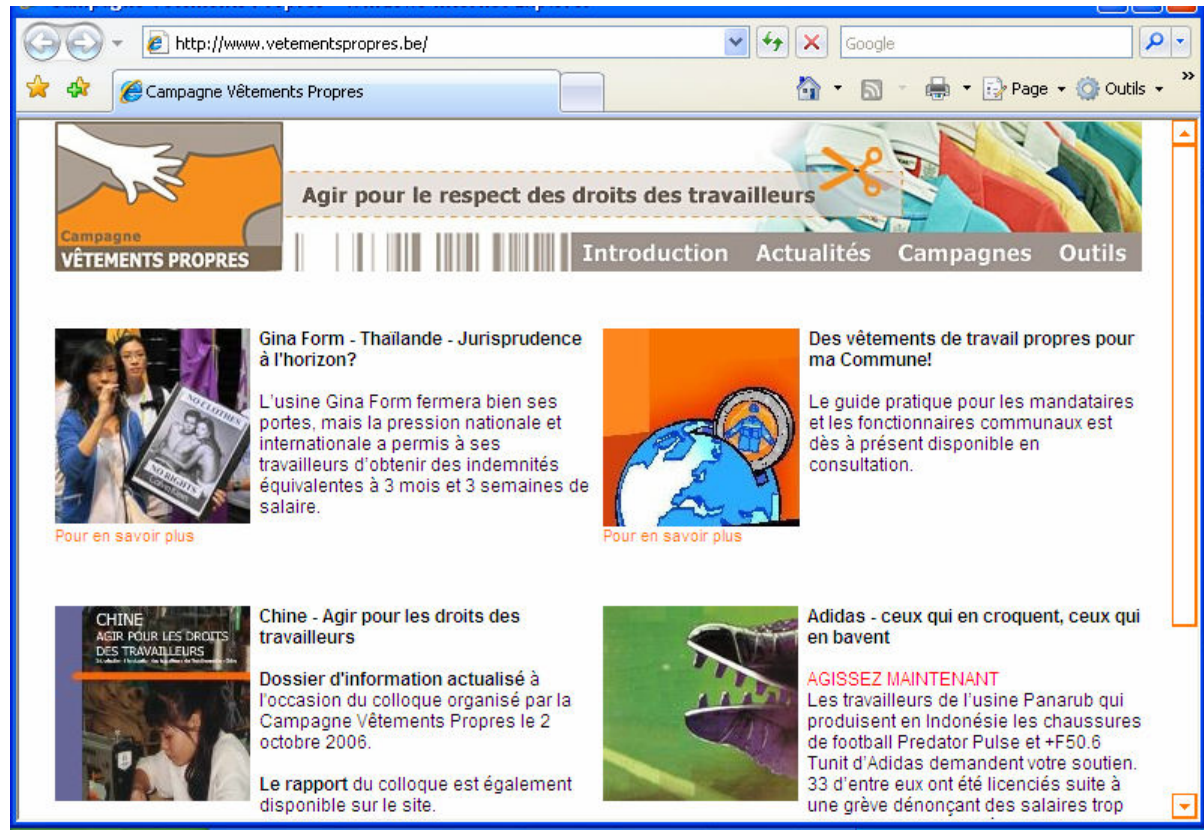 http://www.vetementspropres.be/
Google
Campagne Vêtements Propres
Page
Outils
Agir pour le respect des droits des travailleurs
Campagne
VÊTEMENTS PROPRES
Introduction Actualités Campagnes Outils
Gina Form - Thaïlande - Jurisprudence
à l'horizon?
L'usine Gina Form fermera bien ses
portes, mais la pression nationale et
internationale a permis à ses
travailleurs d'obtenir des indemnités
équivalentes à 3 mois et 3 semaines de
salaire.
NO CLOTHES
NO RIGHTS
Pour en savoir plus
Des vêtements de travail propres pour
ma Commune!
Le guide pratique pour les mandataires
et les fonctionnaires communaux est
dès à présent disponible en
consultation.
Pour en savoir plus
CHINE
AGIR POUR LES DROITS
DES TRAVAILLEURS
Chine - Agir pour les droits des
travailleurs
Dossier d'information actualisé à
l'occasion du colloque organisé par la
Campagne Vêtements Propres le 2
octobre 2006.
Le rapport du colloque est également
disponible sur le site.
Adidas - ceux qui en croquent, ceux qui
en bavent
AGISSEZ MAINTENANT
Les travailleurs de l'usine Panarub qui
produisent en Indonésie les chaussures
de football Predator Pulse et +F50.6
Tunit d'Adidas demandent votre soutien.
33 d'entre eux ont été licenciés suite à
une grève dénonçant des salaires trop